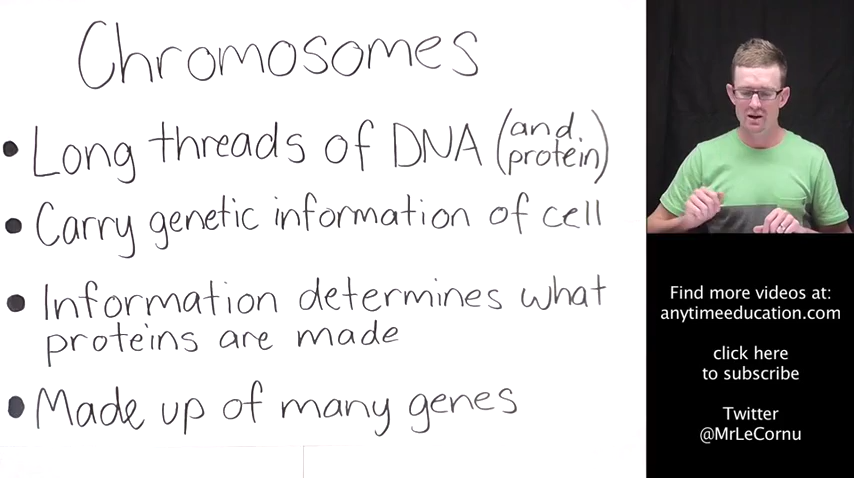 Chromosomes
• Long threads of DNA (and protein)
• Carry genetic information of cell
• Information determines what
proteins are made
• Made up of many genes
Find more videos at:
anytimeeducation.com
click here
to subscribe
Twitter
@MrLeCornu